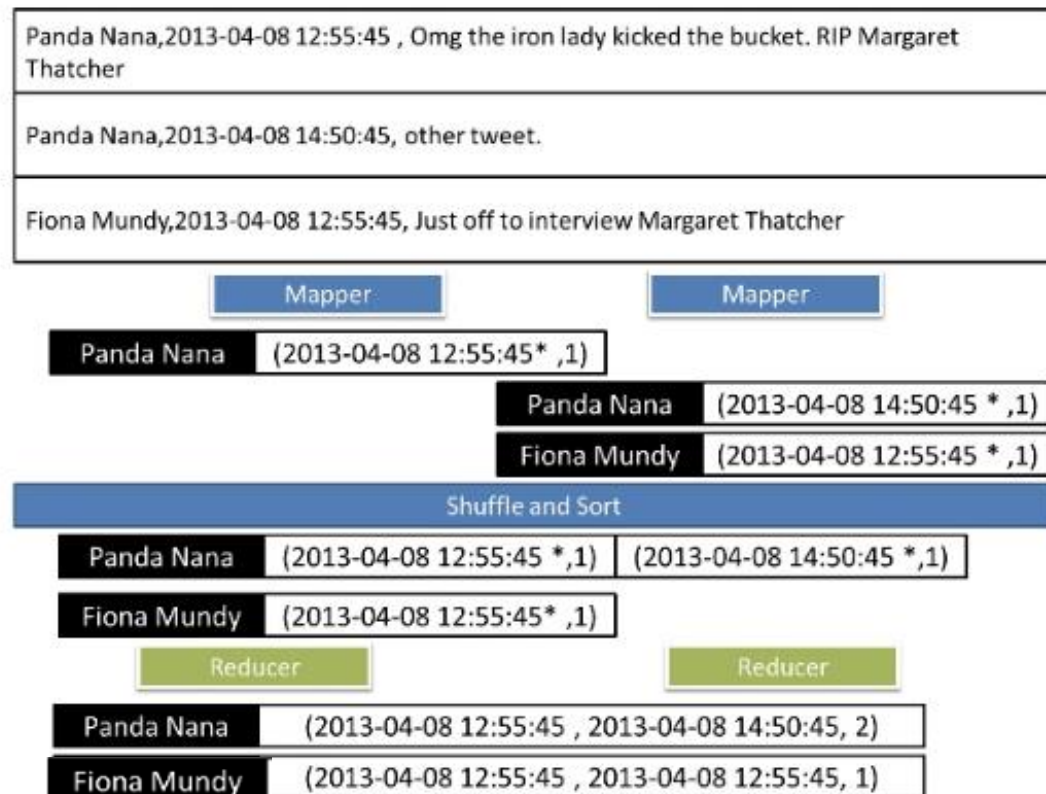 Panda Nana,2013-04-08 12:55:45 , Omg the iron lady kicked the bucket. RIP Margaret
Thatcher
Panda Nana,2013-04-08 14:50:45, other tweet.
Fiona Mundy,2013-04-08 12:55:45, Just off to interview Margaret Thatcher
Mapper Mapper
Panda Nana (2013-04-08 12:55:45* ,1)
Panda Nana (2013-04-08 14:50:45 * ,1)
Fiona Mundy (2013-04-08 12:55:45 * ,1)
Shuffle and Sort
Panda Nana (2013-04-08 12:55:45 *,1) (2013-04-08 14:50:45 *,1)
Fiona Mundy (2013-04-08 12:55:45* ,1)
Reducer Reducer
Panda Nana (2013-04-08 12:55:45 , 2013-04-08 14:50:45, 2)
Fiona Mundy (2013-04-08 12:55:45 , 2013-04-08 12:55:45, 1)